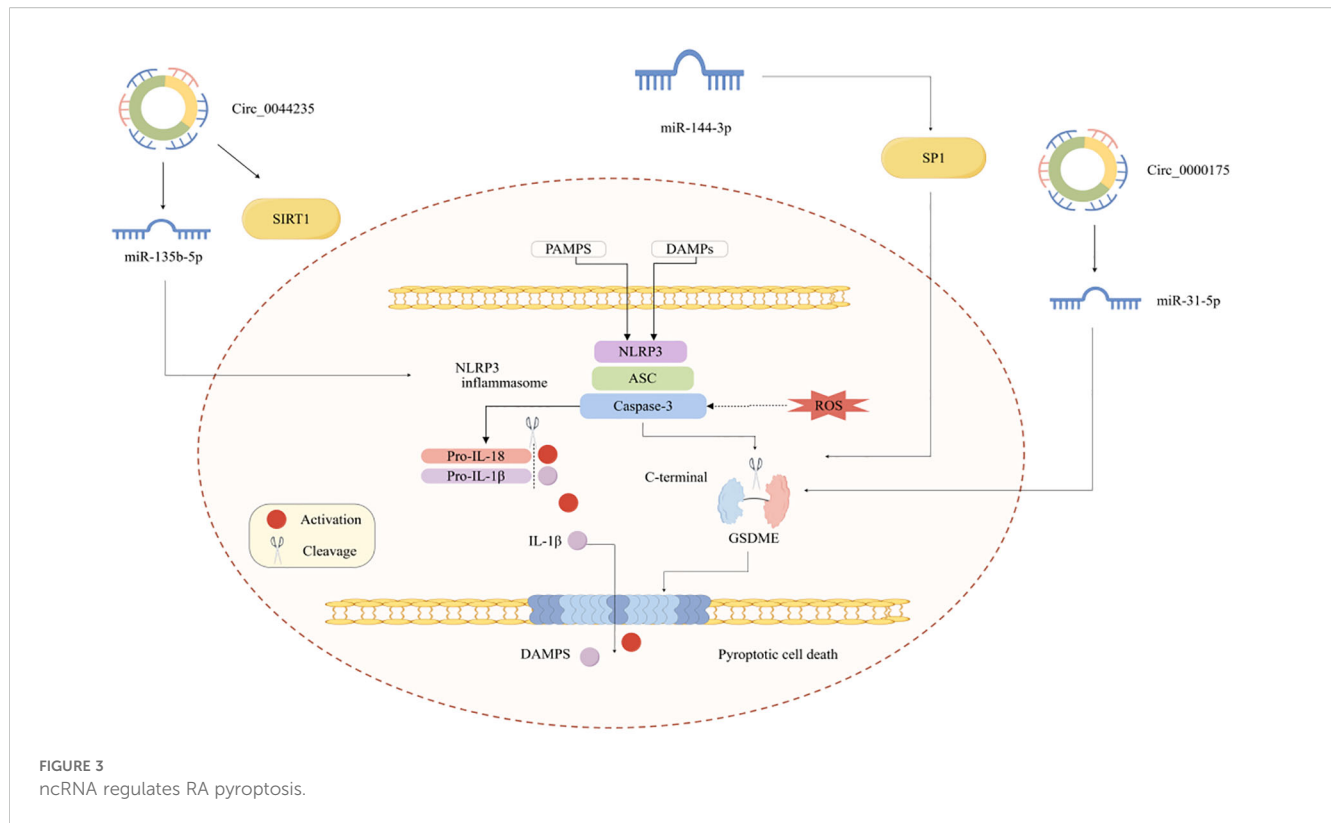 Circ_0044235
miR-144-3p
SP1
Circ_0000175
SIRT1
miR-135b-5p
PAMPS
DAMPs
miR-31-5p
NLRP3
NLRP3
inflammasome
ASC
Caspase-3
ROS
Pro-IL-18
Pro-IL-1β
C-terminal
Activation
Cleavage
IL-1β
GSDME
DAMPS
Pyroptotic cell death
FIGURE 3
ncRNA regulates RA pyroptosis.